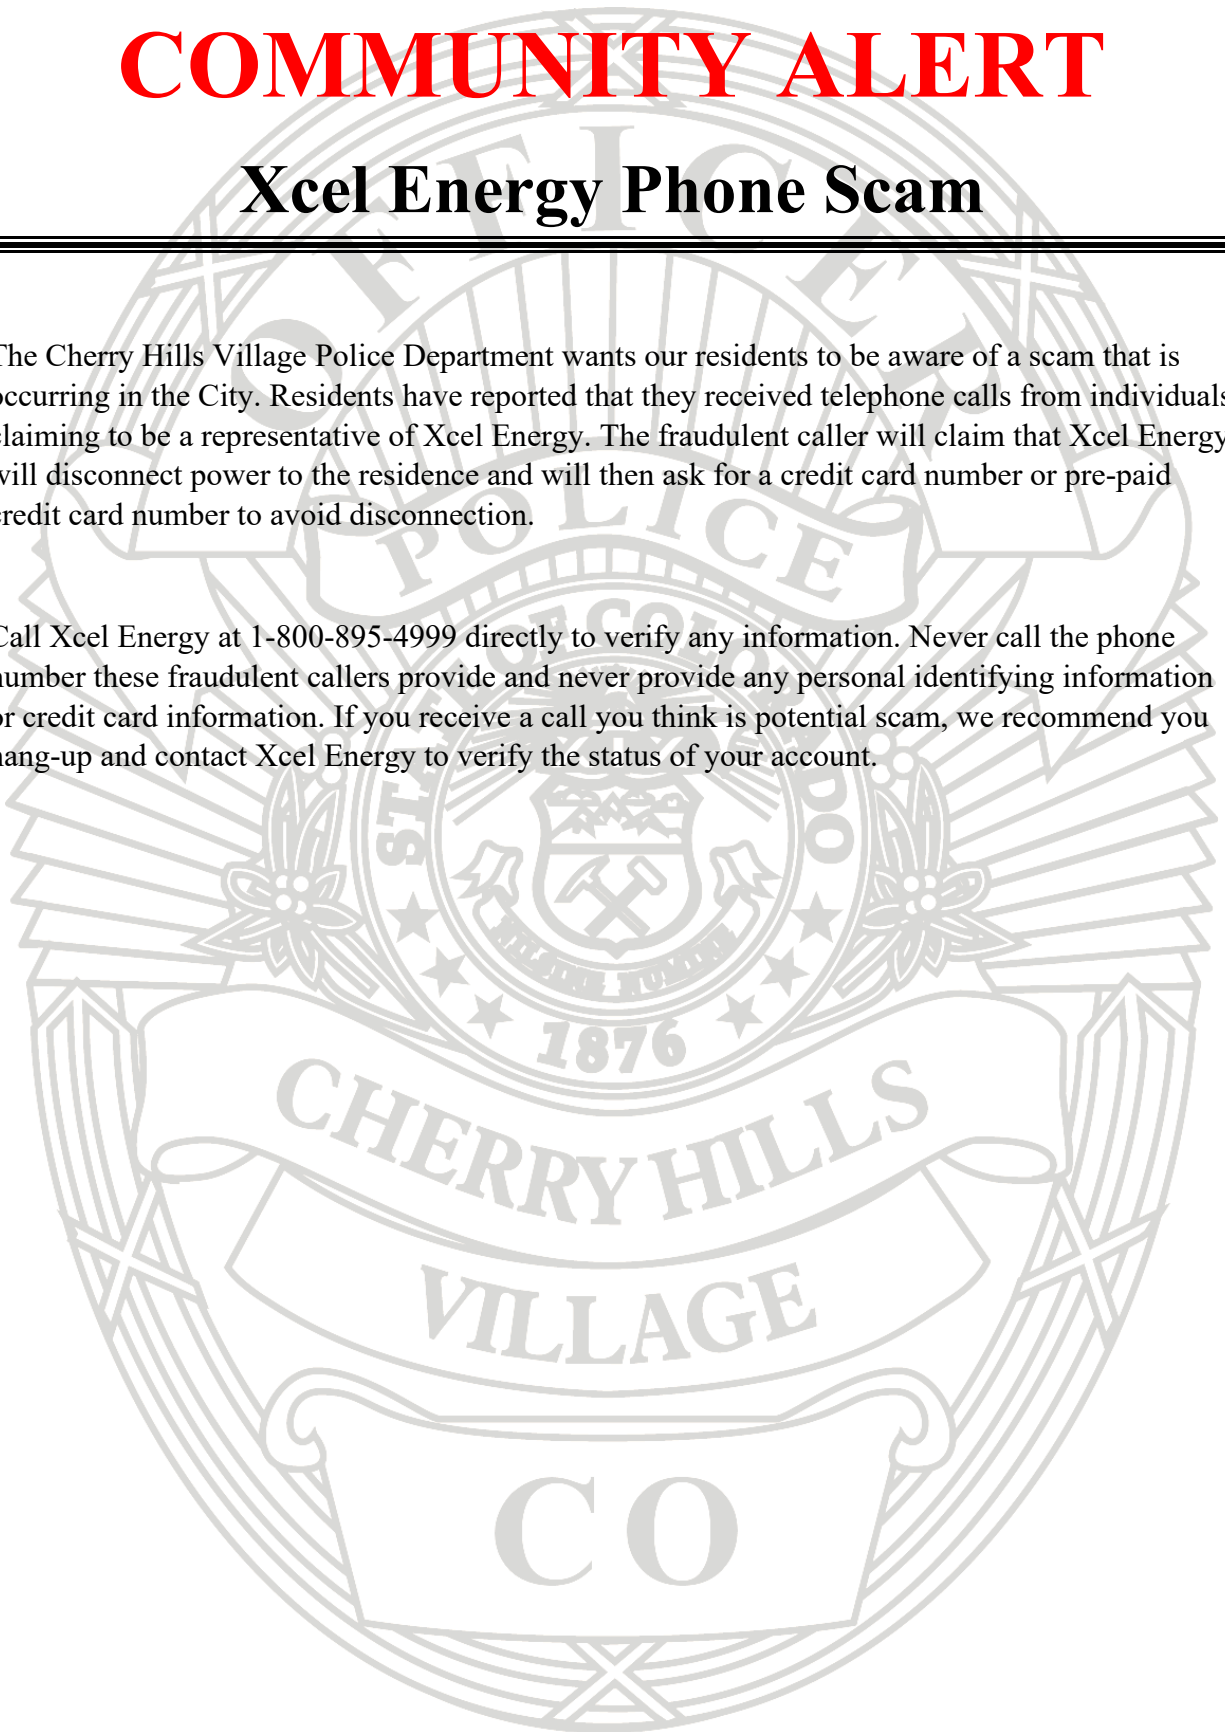 COMMUNITY ALERT
Xcel Energy Phone Scam
The Cherry Hills Village Police Department wants our residents to be aware of a scam that is
occurring in the City. Residents have reported that they received telephone calls from individuals
claiming to be a representative of Xcel Energy. The fraudulent caller will claim that Xcel Energy
will disconnect power to the residence and will then ask for a credit card number or pre-paid
credit card number to avoid disconnection.
Call Xcel Energy at 1-800-895-4999 directly to verify any information. Never call the phone
number these fraudulent callers provide and never provide any personal identifying information
or credit card information. If you receive a call you think is potential scam, we recommend you
hang-up and contact Xcel Energy to verify the status of your account.
OFFICER
POLICE
STATE OF COLORADO
NIL SINE NUMINE
1876
CHERRY HILLS
VILLAGE
CO